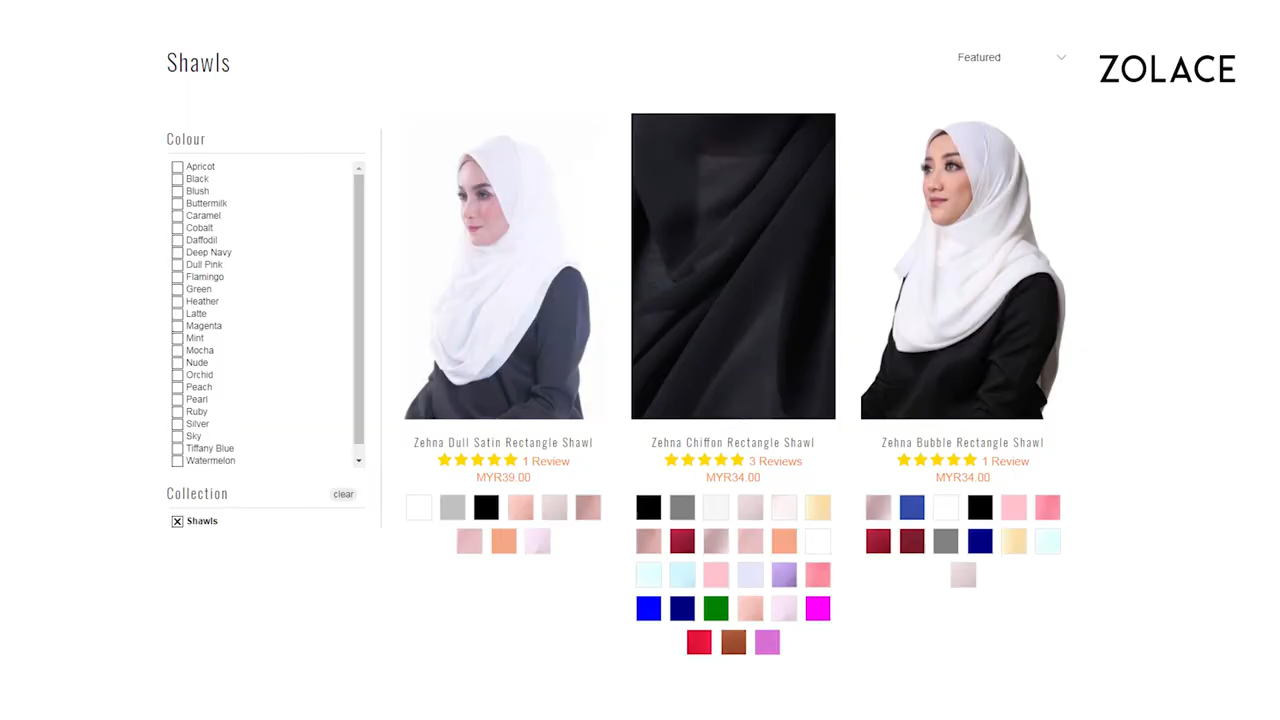 Shawls
Featured
ZOLACE
Colour
Apricot
Black
Blush
Buttermilk
Caramel
Cobalt
Daffodil
Deep Navy
Dull Pink
Flamingo
Green
Heather
Latte
Magenta
Mint
Mocha
Nude
Orchid
Peach
Pearl
Ruby
Silver
Sky
Tiffany Blue
Watermelon
Collection
clear
Shawls
Zehna Dull Satin Rectangle Shawl
1 Review
MYR39.00
Zehna Chiffon Rectangle Shawl
3 Reviews
MYR34.00
Zehna Bubble Rectangle Shawl
1 Review
MYR34.00